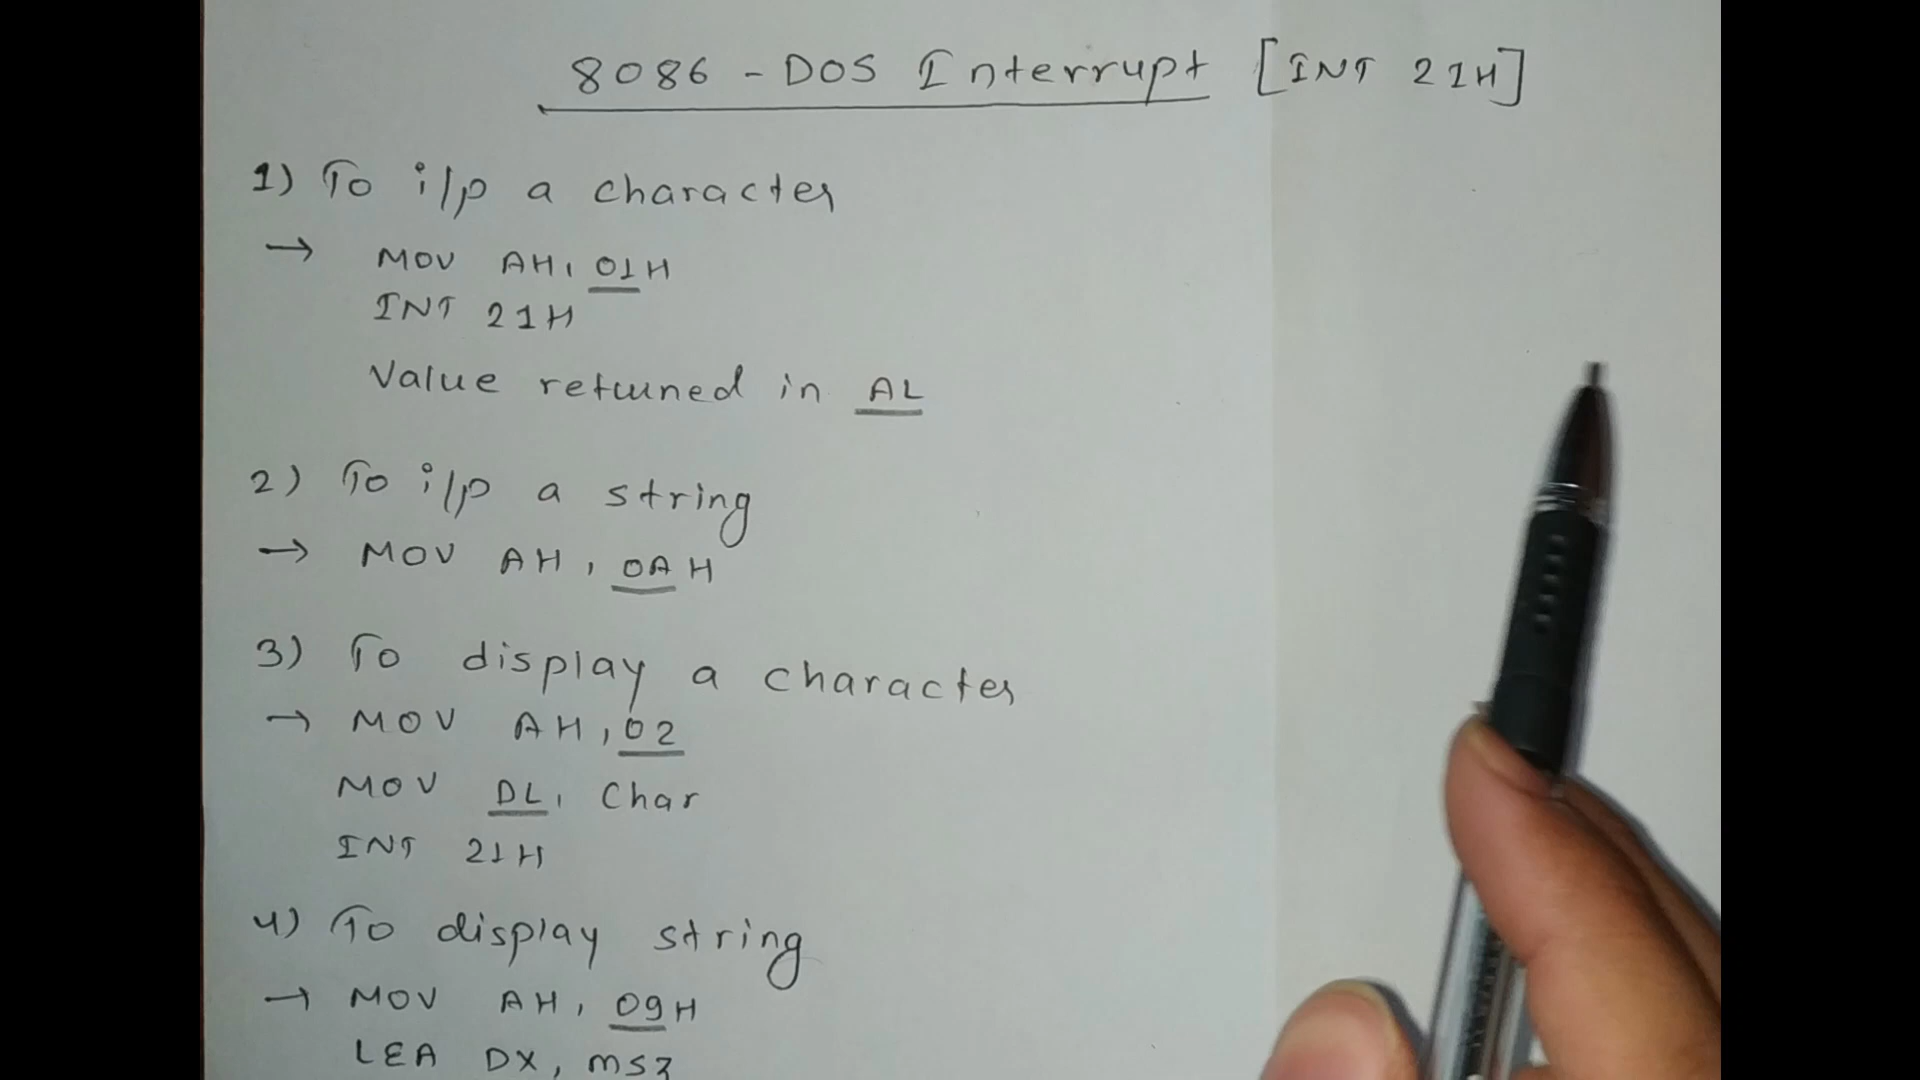 8086 - DOS Interrupt [INT 21H]
1) To i/p a character
→ MOV AH, 01H
INT 21H
Value returned in AL
2) To i/p a string
→ MOV AH, 0AH
3) To display a character
→ MOV AH, 02
MOV DL, Char
INT 21H
4) To display string
→ MOV AH, 09H
LEA DX, msg